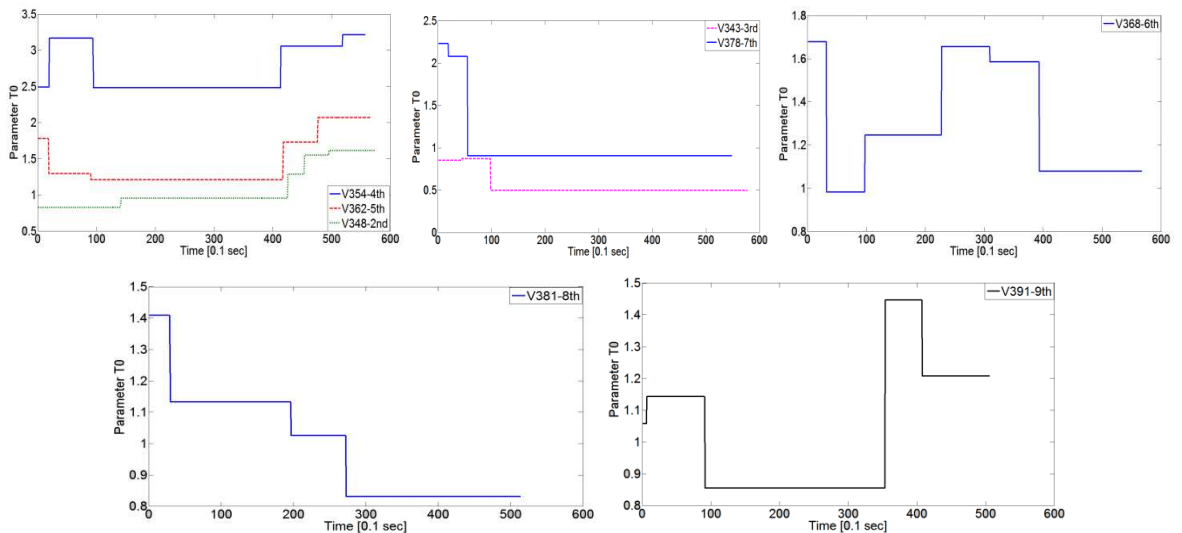 3.5
3
2.5
2
1.5
1
0.5
0 100 200 300 400 500 600
Parameter T0
Time [0.1 sec]
V354-4th
V362-5th
V348-2nd
2.5
2
1.5
1
0.5
0
0 100 200 300 400 500 600
Parameter T0
Time [0.1 sec]
V343-3rd
V378-7th
1.8
1.6
1.4
1.2
1
0.8
0 100 200 300 400 500 600
Parameter T0
Time [0.1 sec]
V368-6th
1.5
1.4
1.3
1.2
1.1
1
0.9
0.8
0 100 200 300 400 500 600
Parameter T0
Time [0.1 sec]
V381-8th
1.5
1.4
1.3
1.2
1.1
1
0.9
0.8
0 100 200 300 400 500 600
Parameter T0
Time [0.1 sec]
V391-9th